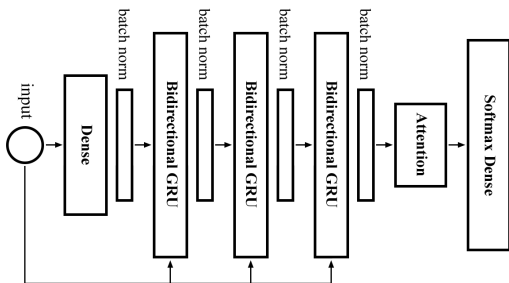 input
Dense
batch norm
Bidirectional GRU
batch norm
Bidirectional GRU
batch norm
Bidirectional GRU
batch norm
Attention
Softmax Dense